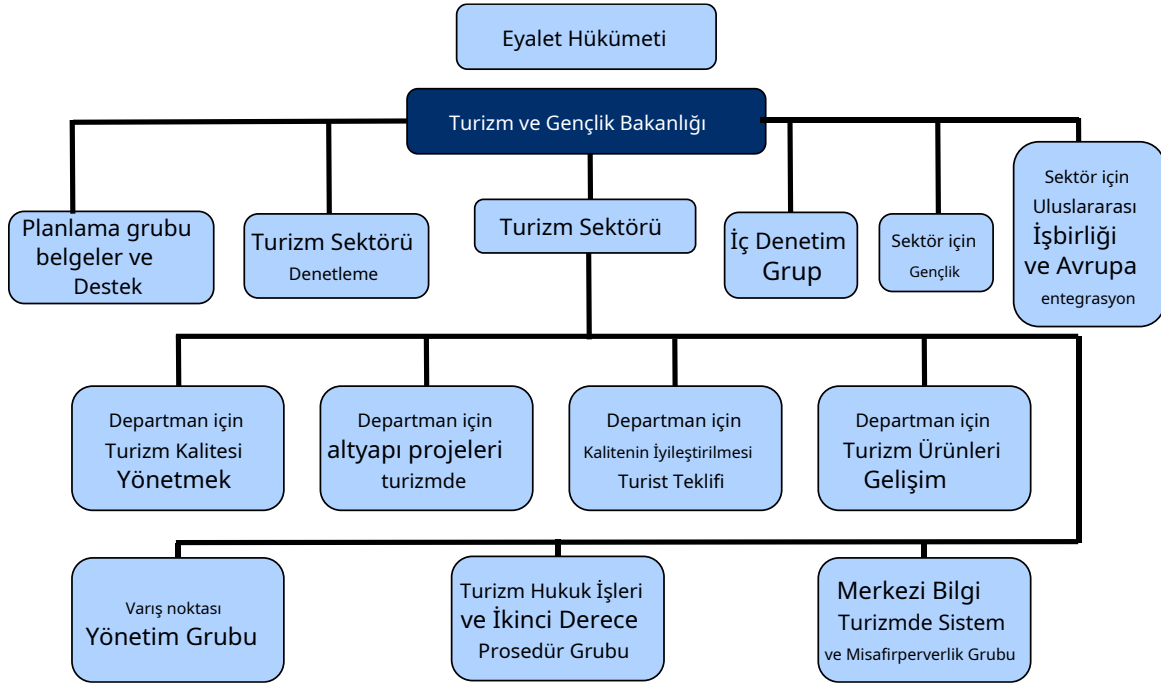 Eyalet Hükümeti
Turizm ve Gençlik Bakanlığı
Planlama grubu
belgeler ve
Destek
Turizm Sektörü
Denetleme
Turizm Sektörü
İç Denetim
Grup
Sektör için
Gençlik
Sektör için
Uluslararası
İşbirliği
ve Avrupa
entegrasyon
Departman için
Turizm Kalitesi
Yönetmek
Departman için
altyapı projeleri
turizmde
Departman için
Kalitenin İyileştirilmesi
Turist Teklifi
Departman için
Turizm Ürünleri
Gelişim
Varış noktası
Yönetim Grubu
Turizm Hukuk İşleri
ve İkinci Derece
Prosedür Grubu
Merkezi Bilgi
Turizmde Sistem
ve Misafirperverlik Grubu